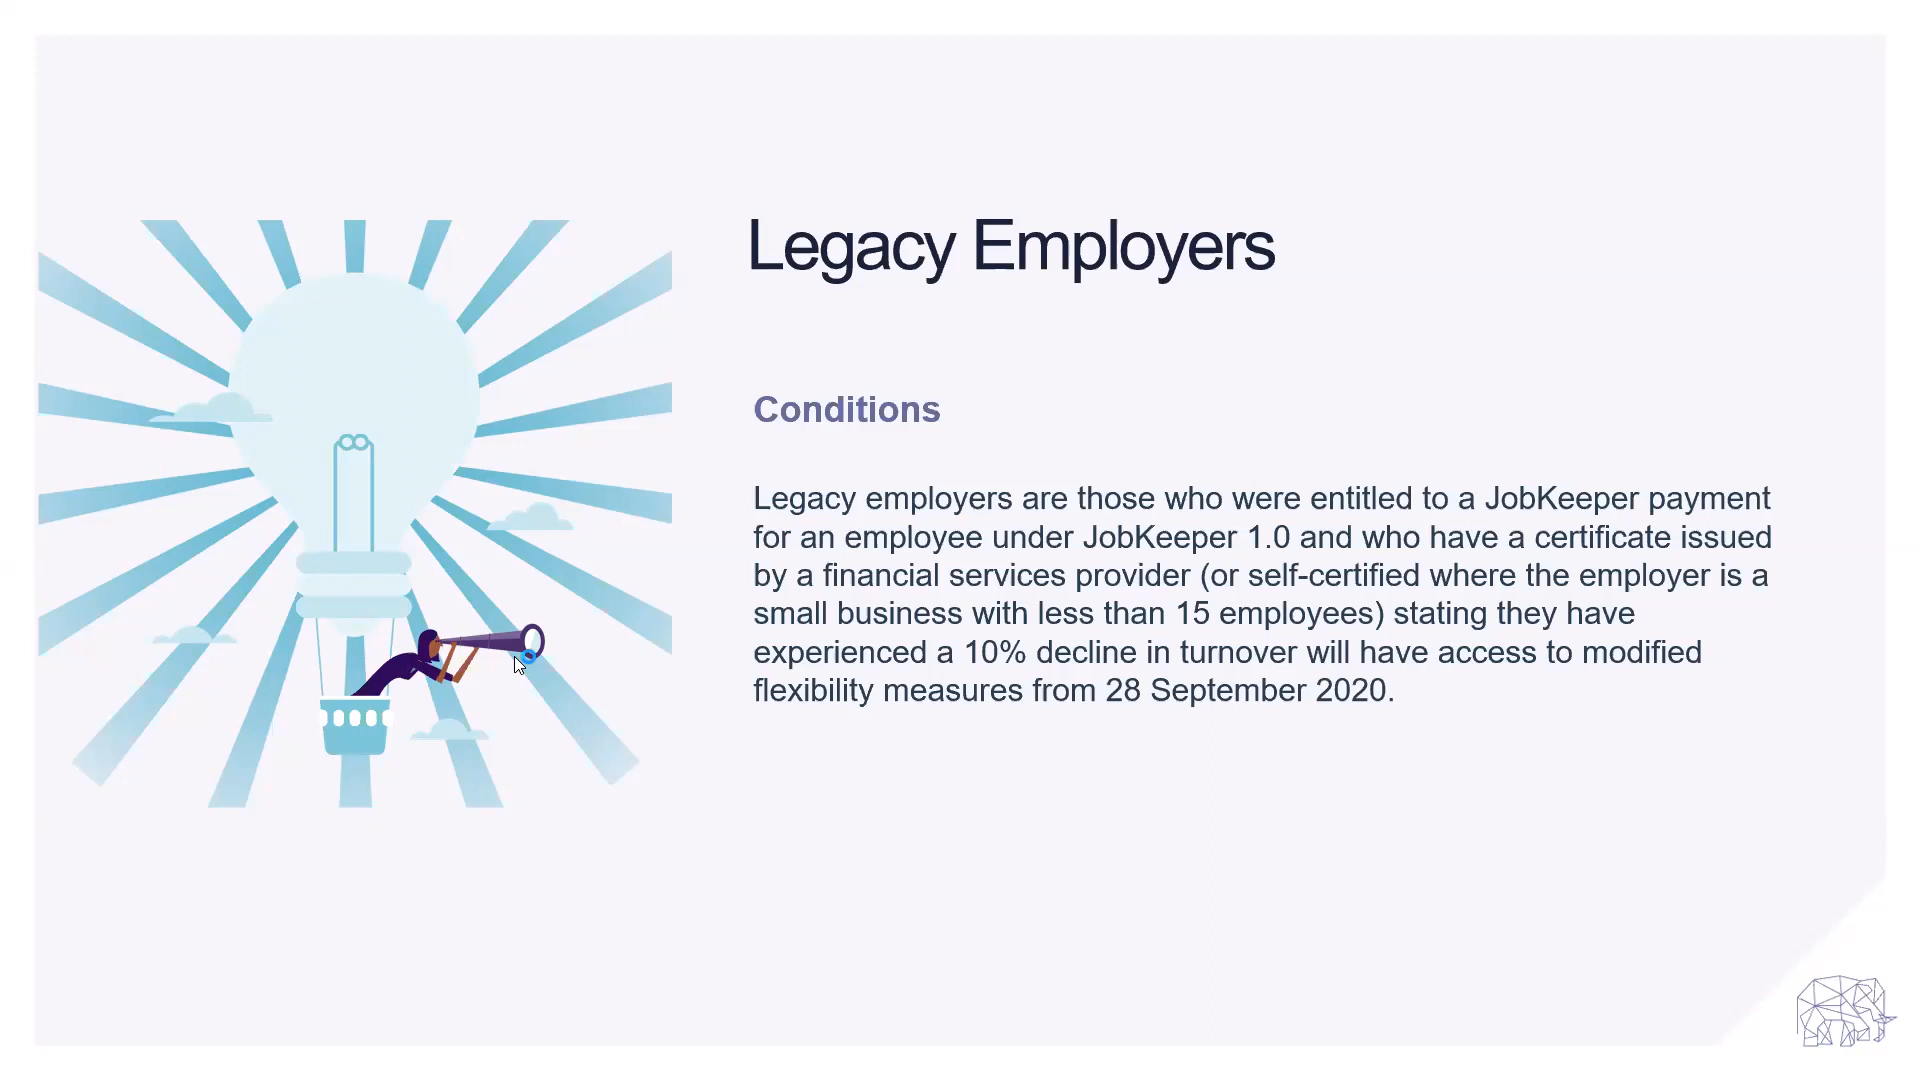 Legacy Employers
Conditions
Legacy employers are those who were entitled to a JobKeeper payment
for an employee under JobKeeper 1.0 and who have a certificate issued
by a financial services provider (or self-certified where the employer is a
small business with less than 15 employees) stating they have
experienced a 10% decline in turnover will have access to modified
flexibility measures from 28 September 2020.